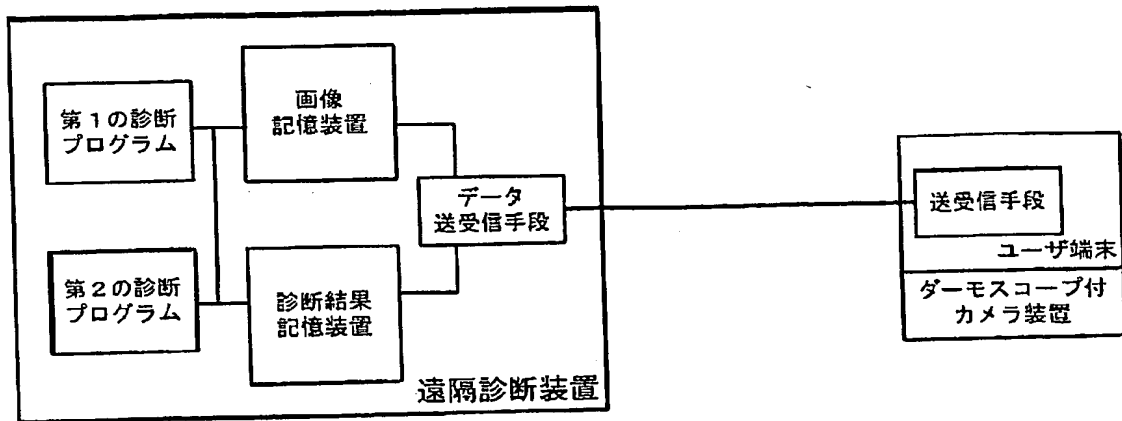 第1の診断
プログラム
画像
記憶装置
データ
送受信手段
第2の診断
プログラム
診断結果
記憶装置
遠隔診断装置
送受信手段
ユーザ端末
ダーモスコープ付
カメラ装置